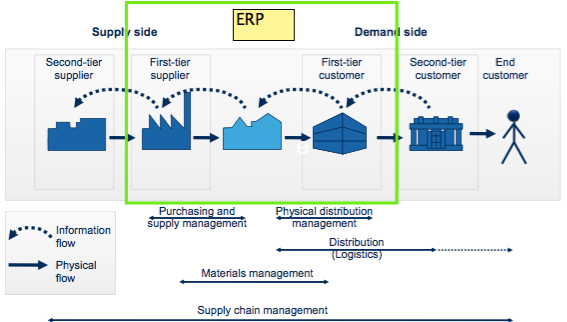 ERP
Supply side
Demand side
Second-tier
supplier
First-tier
supplier
First-tier
customer
Second-tier
customer
End
customer
e
Purchasing and
supply management
Physical distribution
management
Distribution
(Logistics)
Materials management
Supply chain management
Information
flow
Physical
flow